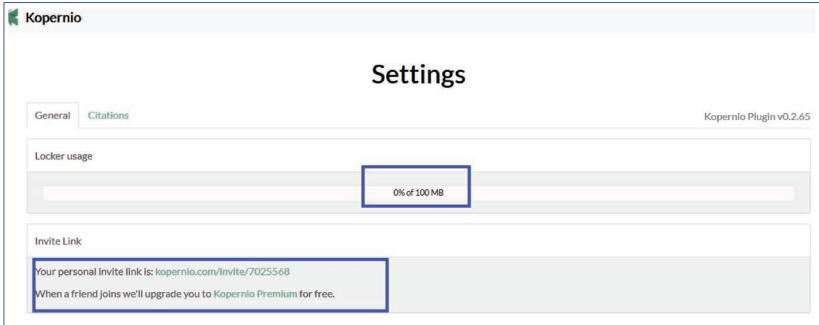 Kopernio
Settings
General Citations Kopernio Plugin v0.2.65
Locker usage
0% of 100 MB
Invite Link
Your personal invite link is: kopernio.com/invite/7025568
When a friend joins we'll upgrade you to Kopernio Premium for free.